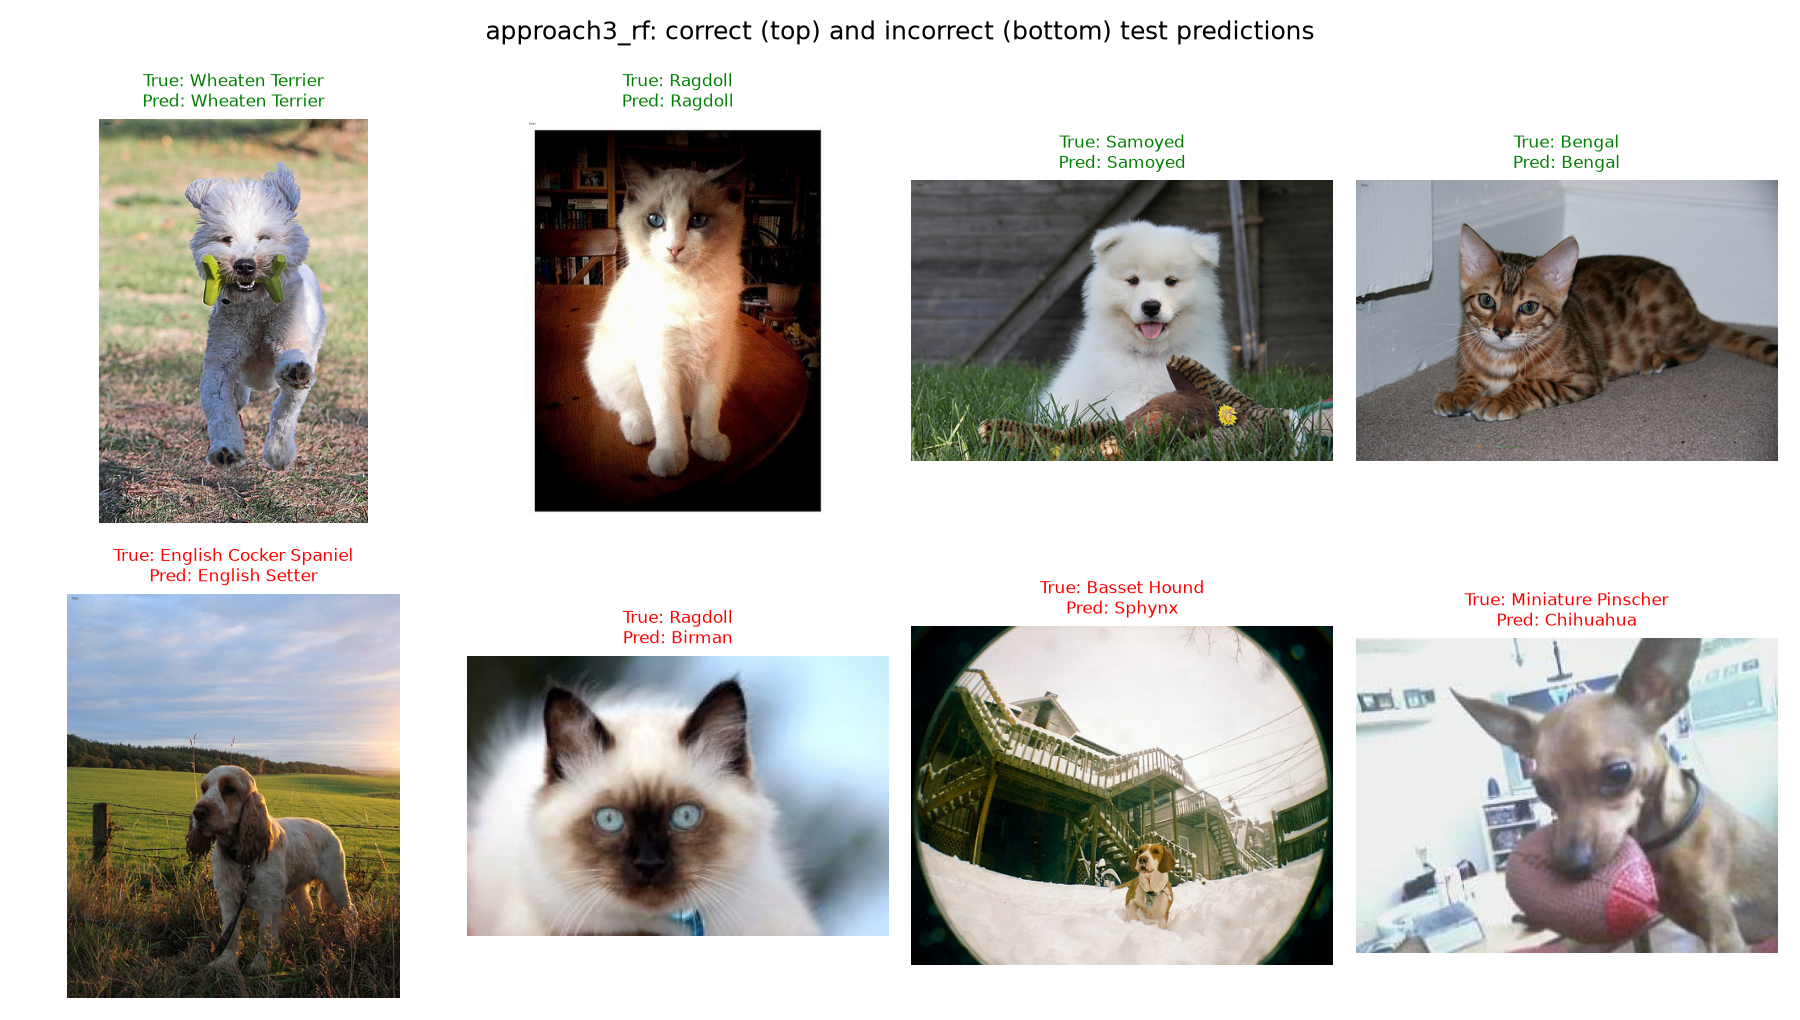 approach3_rf: correct (top) and incorrect (bottom) test predictions
True: Wheaten Terrier
Pred: Wheaten Terrier
True: Ragdoll
Pred: Ragdoll
True: Samoyed
Pred: Samoyed
True: Bengal
Pred: Bengal
True: English Cocker Spaniel
Pred: English Setter
True: Ragdoll
Pred: Birman
True: Basset Hound
Pred: Sphynx
True: Miniature Pinscher
Pred: Chihuahua